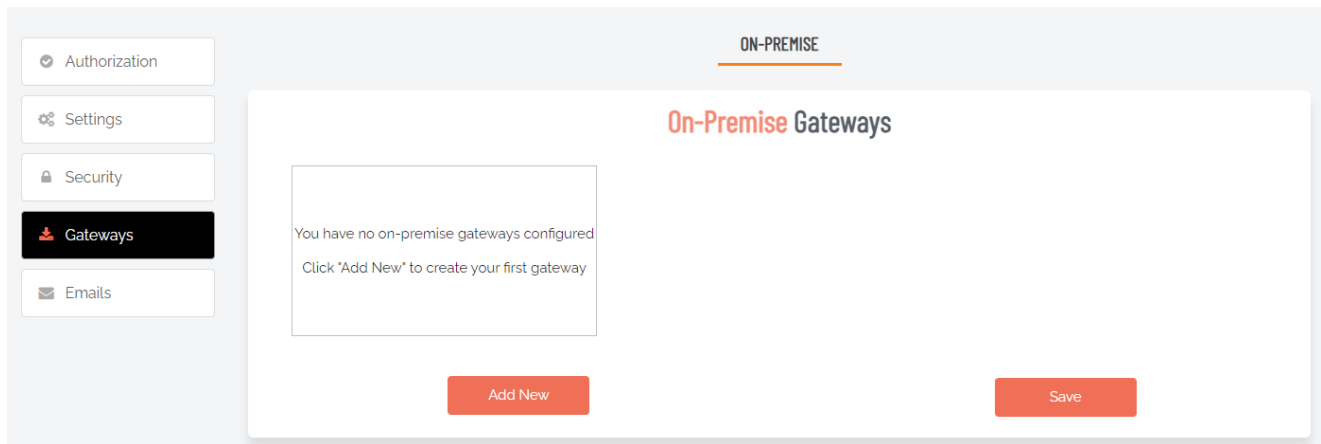 Authorization
Settings
Security
Gateways
Emails
ON-PREMISE
On-Premise Gateways
You have no on-premise gateways configured
Click "Add New" to create your first gateway
Add New
Save